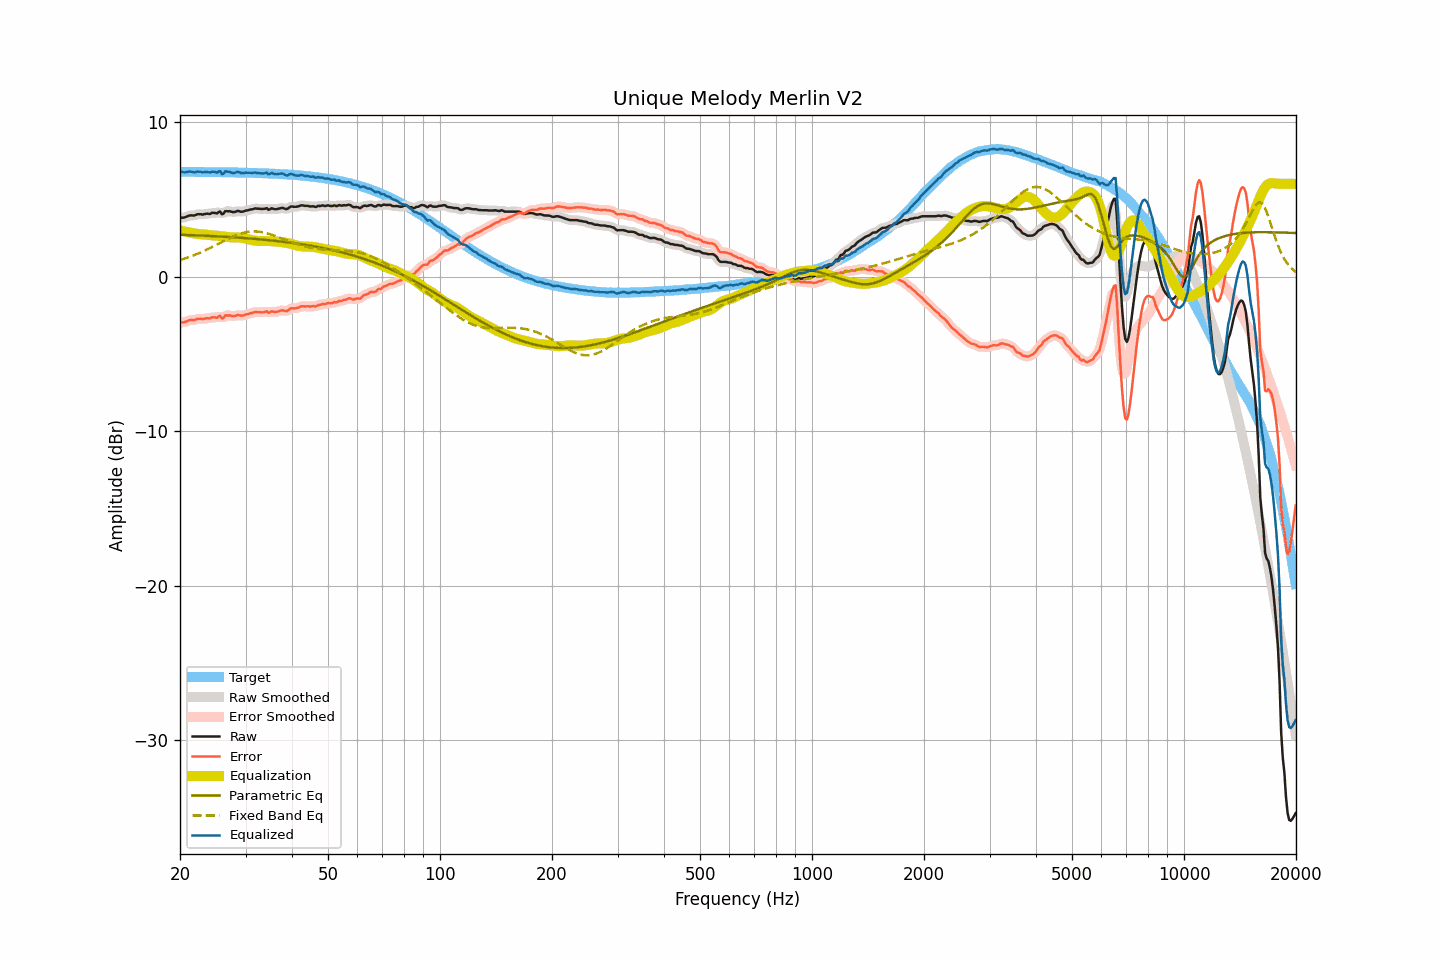 Unique Melody Merlin V2
10
0
−10
−20
−30
Amplitude (dBr)
Target
Raw Smoothed
Error Smoothed
Raw
Error
Equalization
Parametric Eq
Fixed Band Eq
Equalized
20 50 100 200 500 1000 2000 5000 10000 20000
Frequency (Hz)